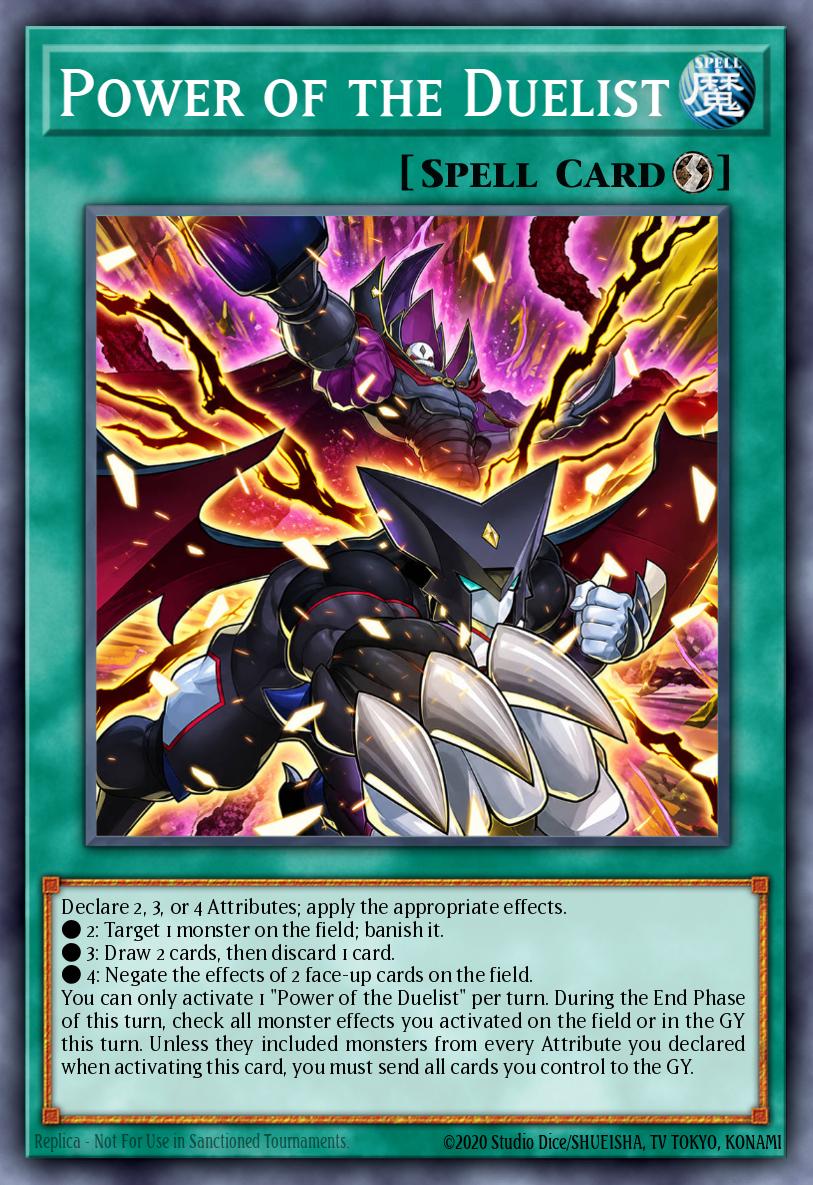 Power of the Duelist
SPELL
魔
[Spell Card]
Declare 2, 3, or 4 Attributes; apply the appropriate effects.
● 2: Target 1 monster on the field; banish it.
● 3: Draw 2 cards, then discard 1 card.
● 4: Negate the effects of 2 face-up cards on the field.
You can only activate 1 "Power of the Duelist" per turn. During the End Phase
of this turn, check all monster effects you activated on the field or in the GY
this turn. Unless they included monsters from every Attribute you declared
when activating this card, you must send all cards you control to the GY.
Replica - Not For Use in Sanctioned Tournaments.
©2020 Studio Dice/SHUEISHA, TV TOKYO, KONAMI